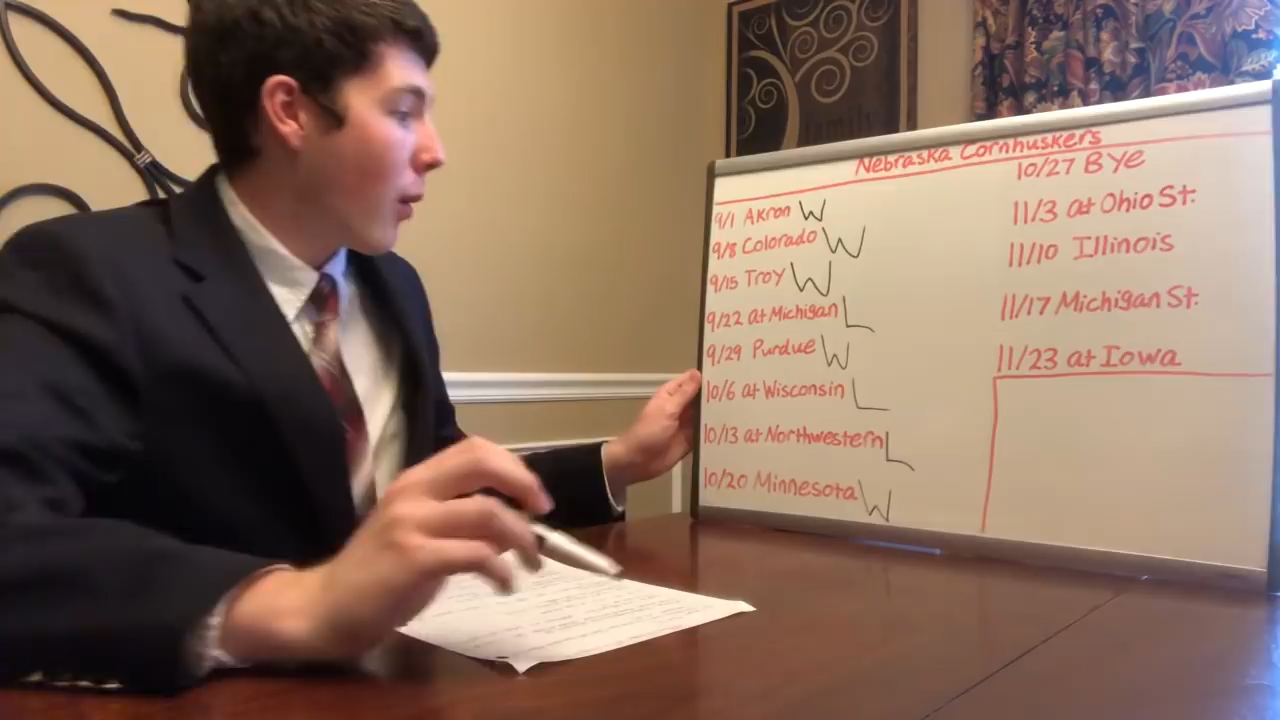 family
Nebraska Cornhuskers
9/1 Akron W
9/8 Colorado W
9/15 Troy W
9/22 at Michigan L
9/29 Purdue W
10/6 at Wisconsin L
10/13 at Northwestern L
10/20 Minnesota W
10/27 Bye
11/3 at Ohio St.
11/10 Illinois
11/17 Michigan St.
11/23 at Iowa